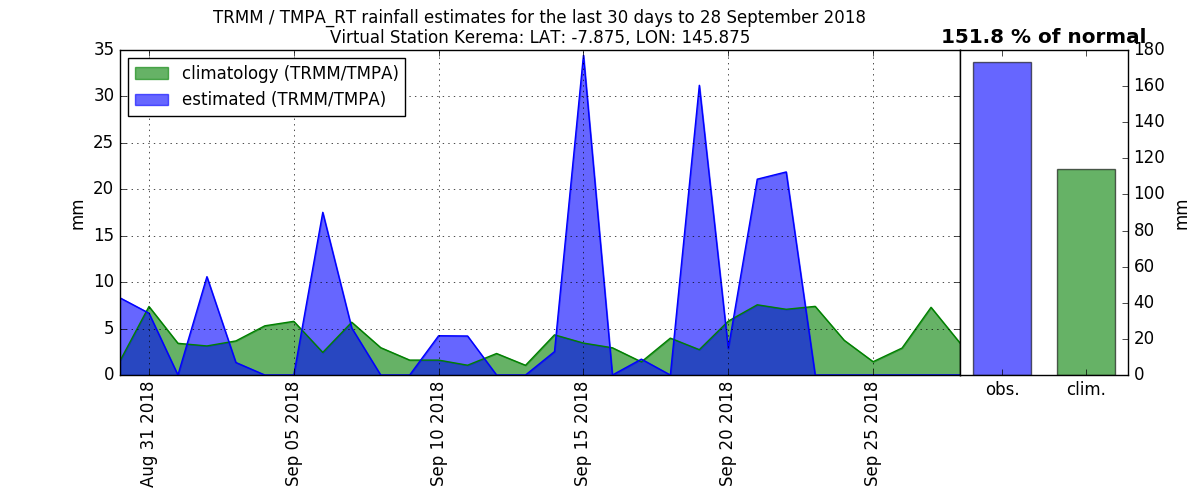 TRMM / TMPA_RT rainfall estimates for the last 30 days to 28 September 2018
Virtual Station Kerema: LAT: -7.875, LON: 145.875
151.8 % of normal
climatology (TRMM/TMPA)
estimated (TRMM/TMPA)
35
30
25
20
15
10
5
0
mm
Aug 31 2018
Sep 05 2018
Sep 10 2018
Sep 15 2018
Sep 20 2018
Sep 25 2018
180
160
140
120
100
80
60
40
20
0
mm
obs.
clim.